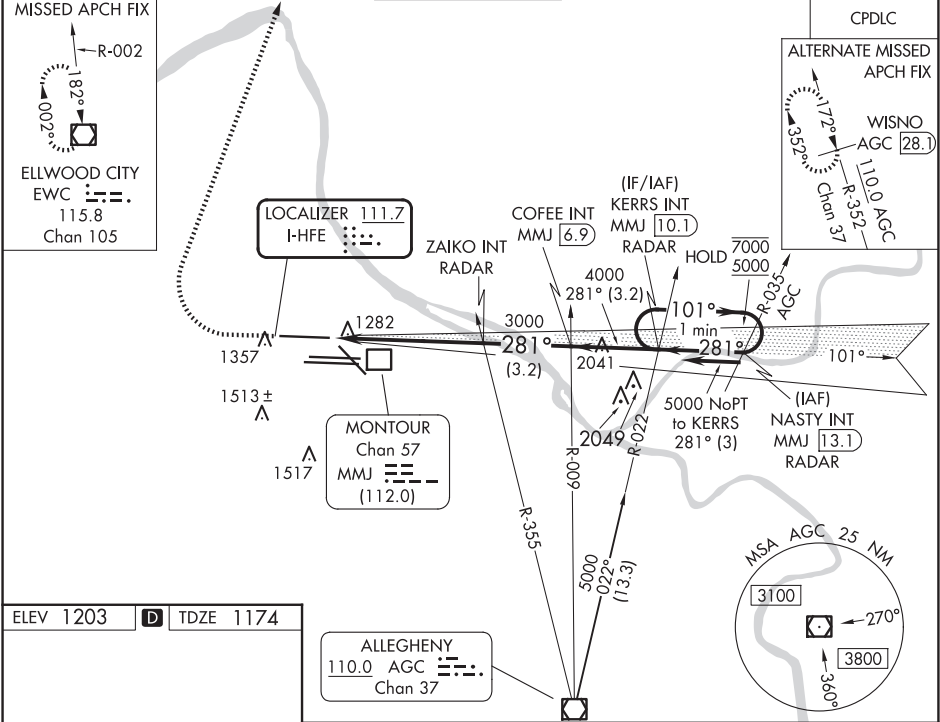 MISSED APCH FIX
R-002
182°
002°
ELLWOOD CITY
EWC
115.8
Chan 105
CPDLC
ALTERNATE MISSED
APCH FIX
172°
352°
WISNO
AGC 28.1
110.0 AGC
R-352
Chan 37
LOCALIZER 111.7
I-HFE
ZAIKO INT
RADAR
COFEE INT
MMJ 6.9
(IF/IAF)
KERRS INT
MMJ 10.1
RADAR
HOLD 7000
5000
R-035
AGC
4000
281° (3.2)
101°
1 min
281°
3000
281°
(3.2)
1282
1357
2041
101°
1513 ±
2049
5000 NoPT
to KERRS
281° (3)
(IAF)
NASTY INT
MMJ 13.1
RADAR
MONTOUR
Chan 57
MMJ
(112.0)
1517
R-022
R-009
R-355
5000
022°
(13.3)
MSA AGC 25 NM
3100
270°
3800
360°
ELEV 1203 D TDZE 1174
ALLEGHENY
110.0 AGC
Chan 37